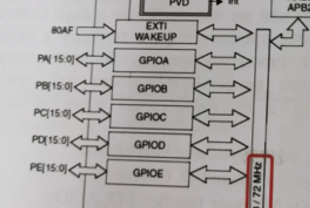 PVD
Int
APB2
80AF
EXTI
WAKEUP
PA[15:0]
GPIOA
PB[15:0]
GPIOB
PC[15:0]
GPIOC
PD[15:0]
GPIOD
PE[15:0]
GPIOE
/ 72 MHz